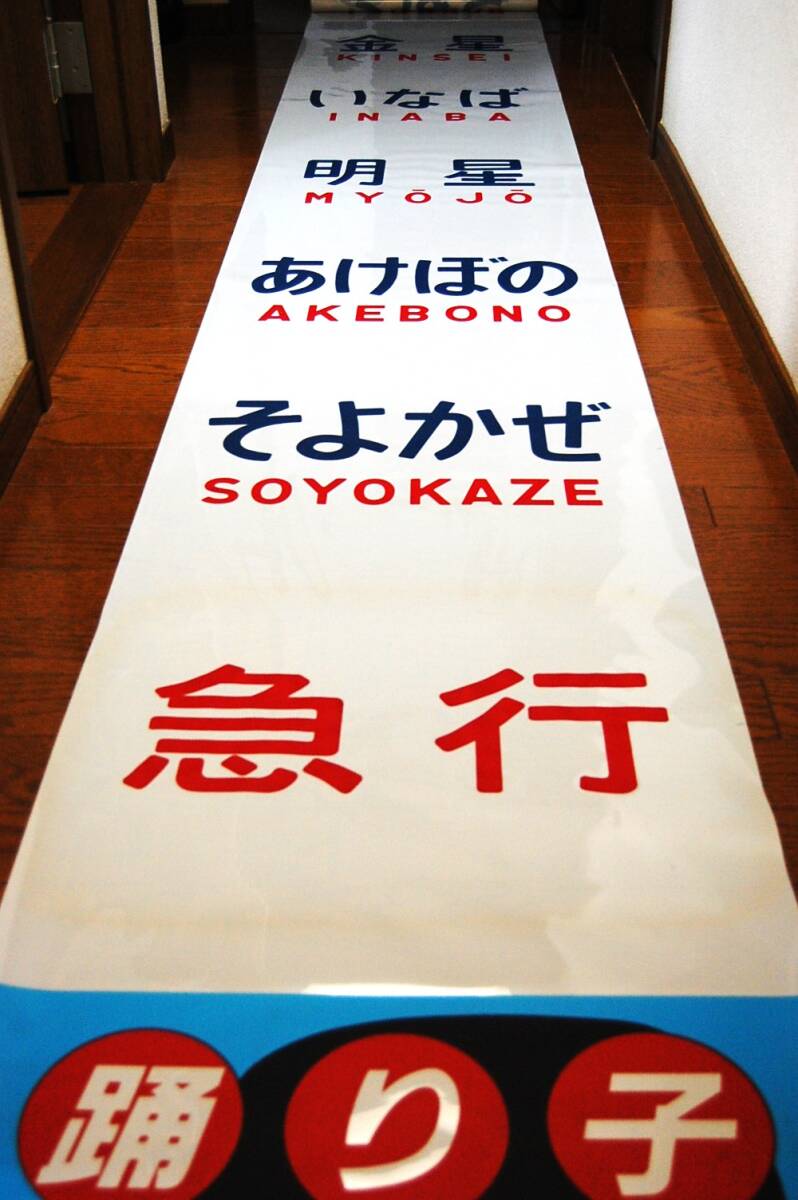 金星
KINSEI
いなば
INABA
明星
MYŌJŌ
あけぼの
AKEBONO
そよかぜ
SOYOKAZE
急行
踊り子